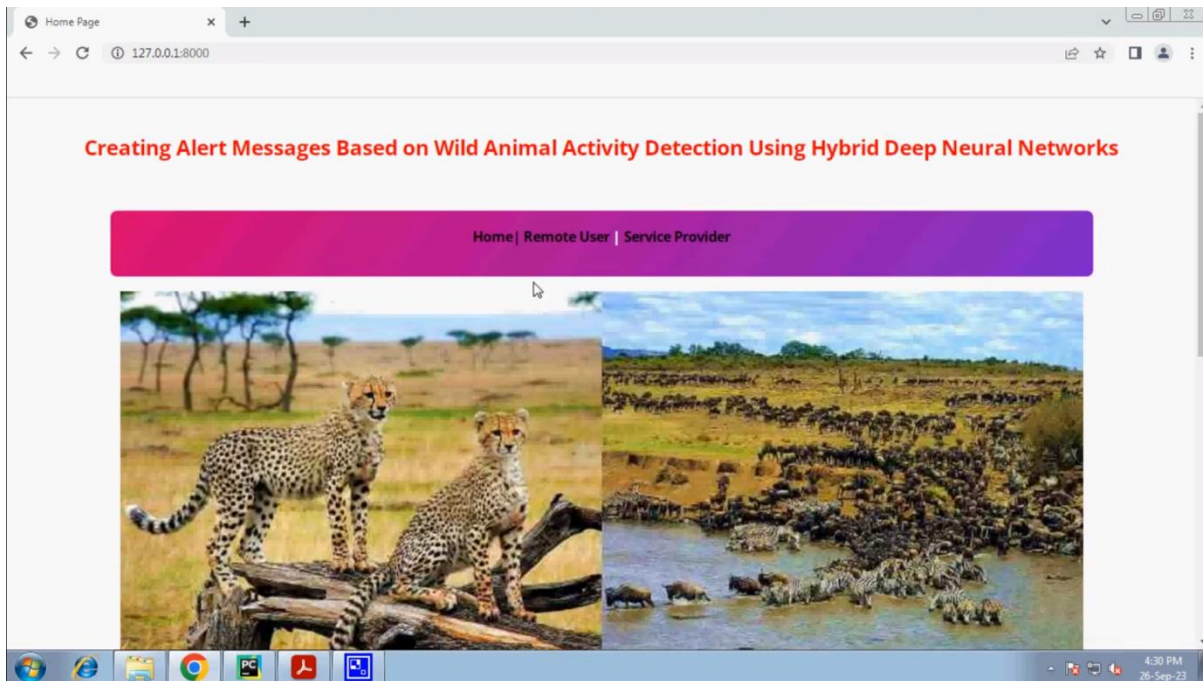 Home Page
127.0.0.1:8000
Creating Alert Messages Based on Wild Animal Activity Detection Using Hybrid Deep Neural Networks
Home| Remote User | Service Provider
PC
4:30 PM
26-Sep-23